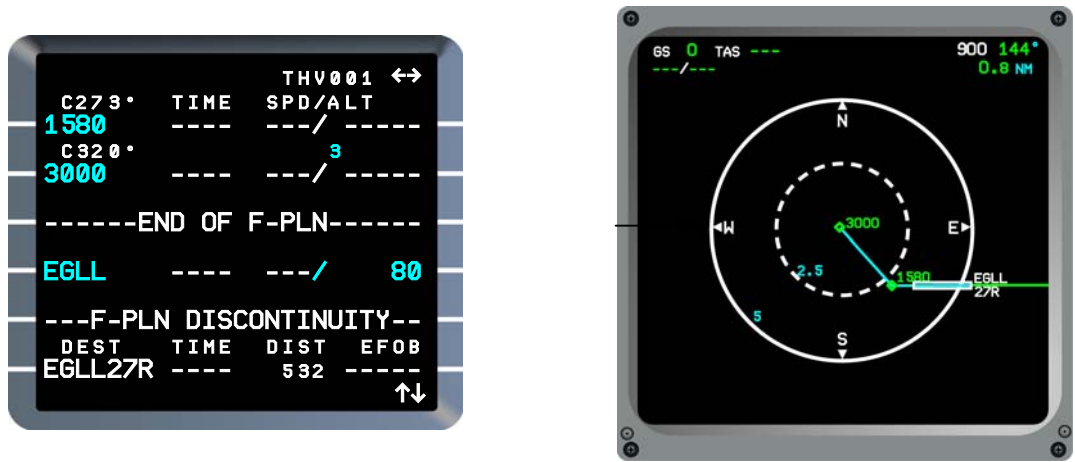 THV001 ↔
C273° TIME SPD/ALT
1580 ---- ---/ -----
C320° 3
3000 ---- ---/ -----
------END OF F-PLN------
EGLL ---- ---/ 80
---F-PLN DISCONTINUITY--
DEST TIME DIST EFOB
EGLL27R ---- 532 -----
↑↓
GS 0 TAS --- 900 144°
---/--- 0.8 NM
N
3000
W E
2.5
1580 EGLL
27R
5
S